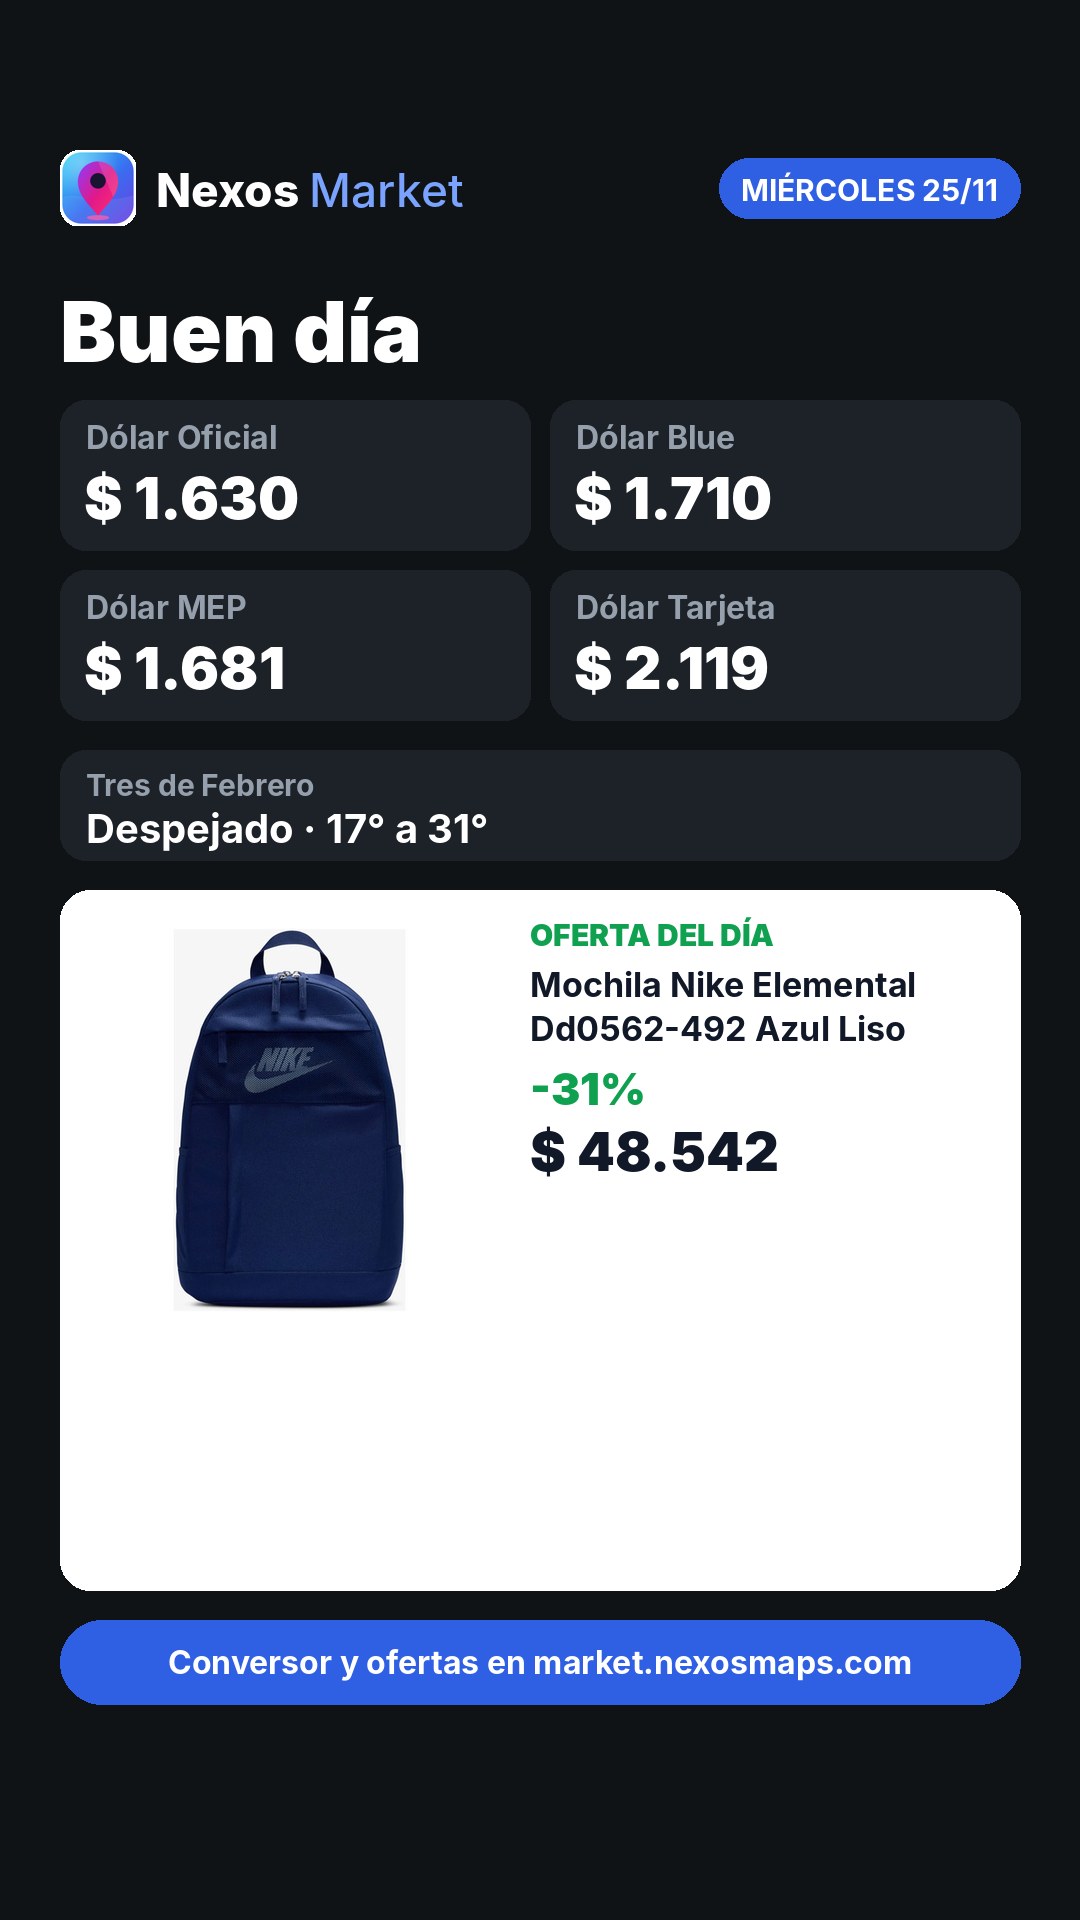 Nexos Market
MIÉRCOLES 25/11
Buen día
Dólar Oficial
$ 1.630
Dólar Blue
$ 1.710
Dólar MEP
$ 1.681
Dólar Tarjeta
$ 2.119
Tres de Febrero
Despejado · 17° a 31°
NIKE
OFERTA DEL DÍA
Mochila Nike Elemental
Dd0562-492 Azul Liso
-31%
$ 48.542
Conversor y ofertas en market.nexosmaps.com